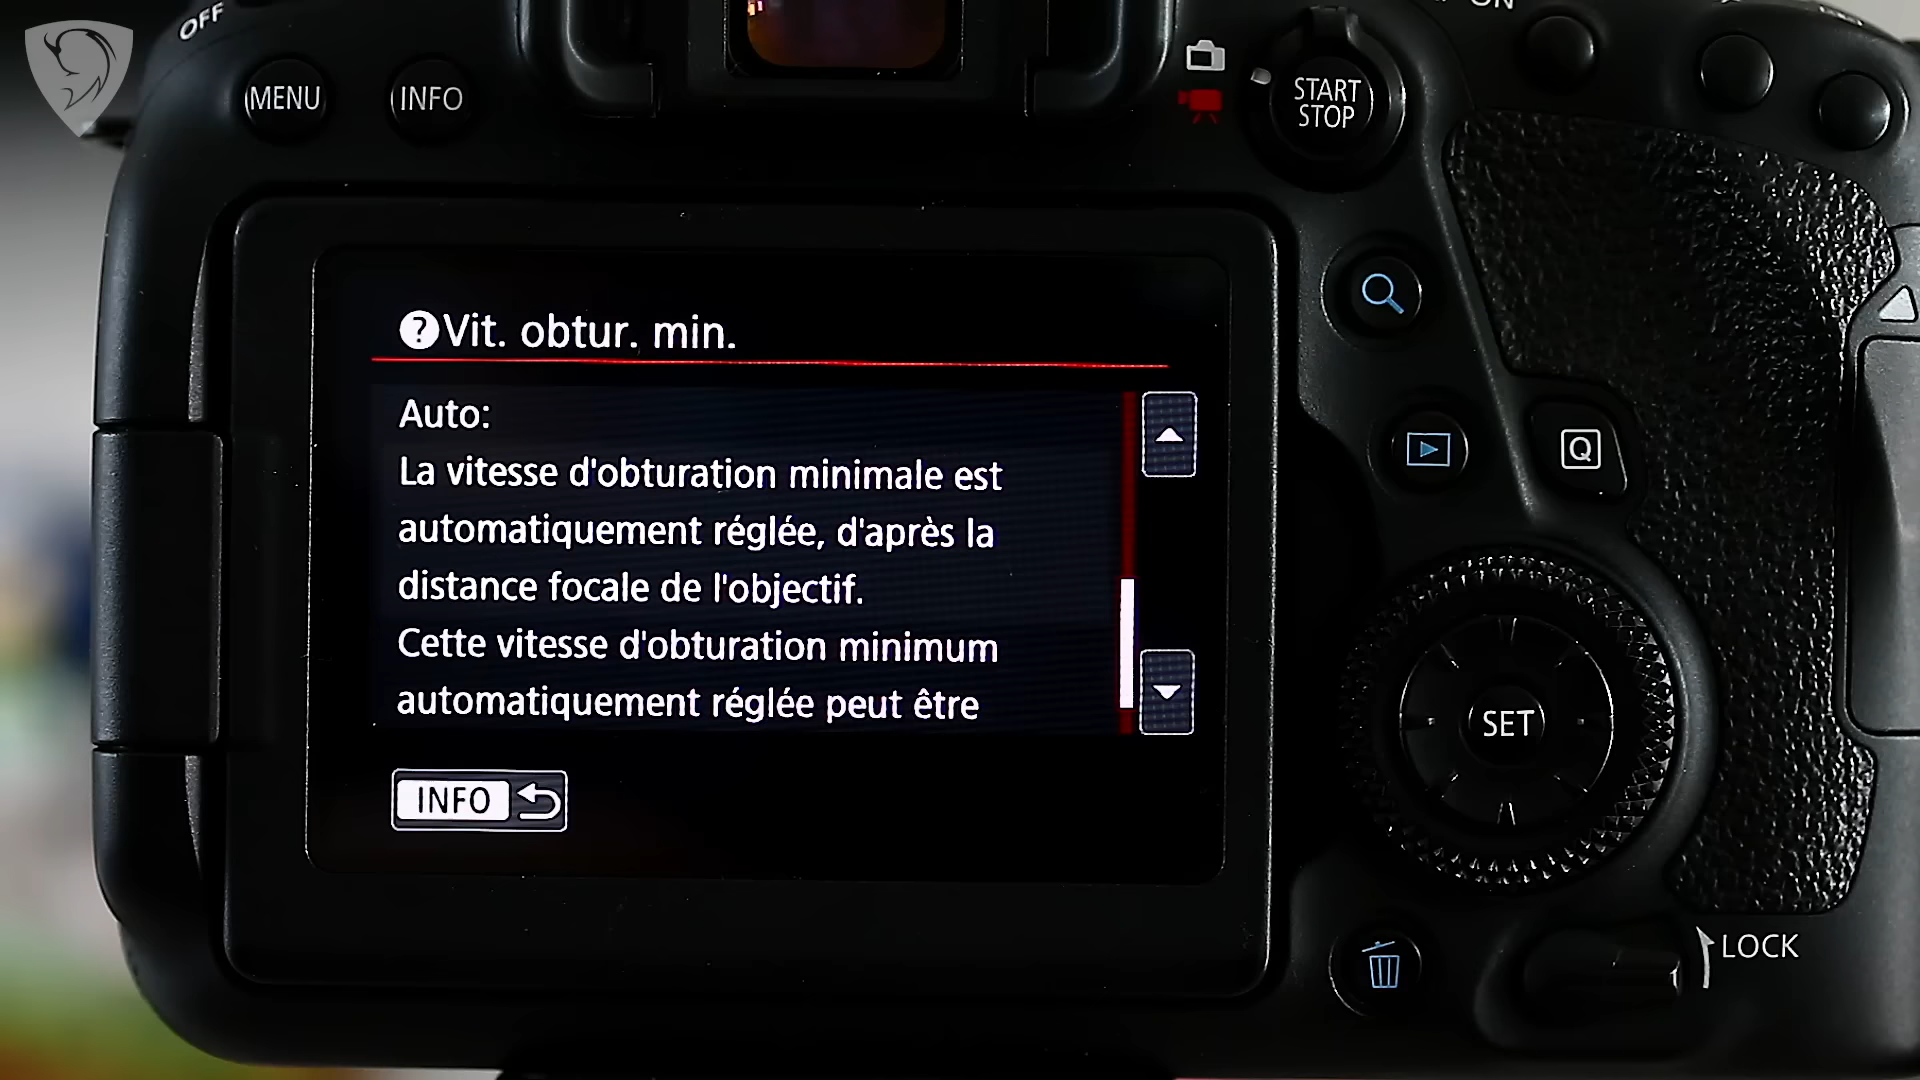 OFF
ON
MENU
INFO
START
STOP
?Vit. obtur. min.
Auto:
La vitesse d'obturation minimale est
automatiquement réglée, d'après la
distance focale de l'objectif.
Cette vitesse d'obturation minimum
automatiquement réglée peut être
INFO
Q
SET
LOCK